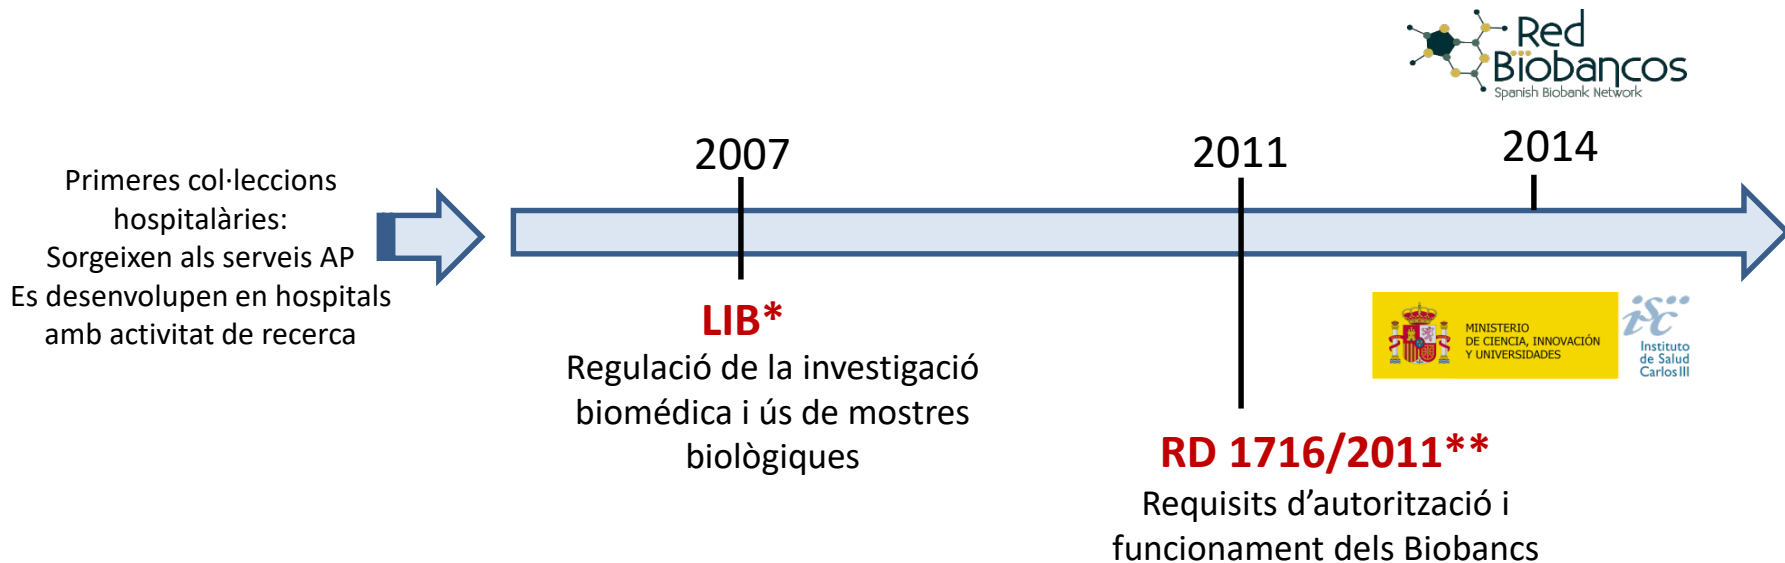 Red
Biobancos
Spanish Biobank Network
2007
2011
2014
Primeres col·leccions
hospitalàries:
Sorgeixen als serveis AP
Es desenvolupen en hospitals
amb activitat de recerca
LIB*
Regulació de la investigació
biomédica i ús de mostres
biològiques
MINISTERIO
DE CIENCIA, INNOVACIÓN
Y UNIVERSIDADES
isc
Instituto
de Salud
Carlos III
RD 1716/2011**
Requisits d’autorització i
funcionament dels Biobancs